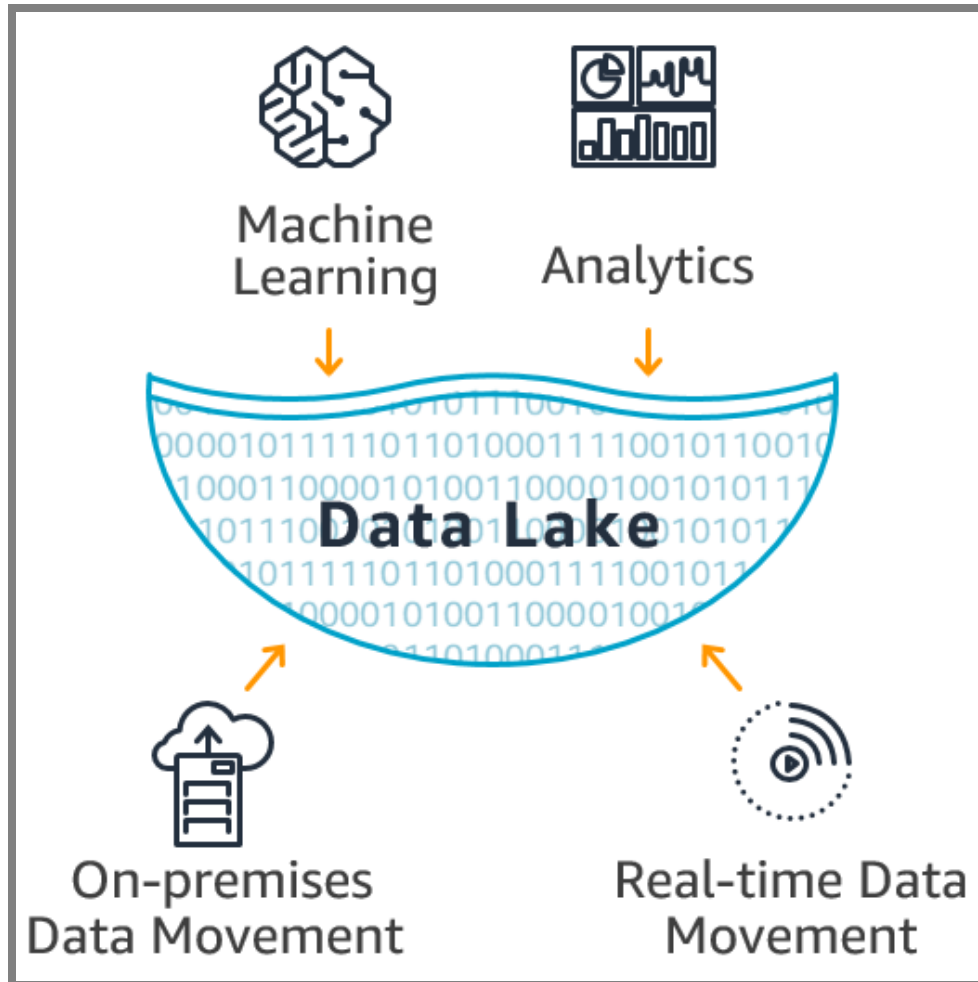 Machine
Learning
Analytics
Data Lake
On-premises
Data Movement
Real-time Data
Movement